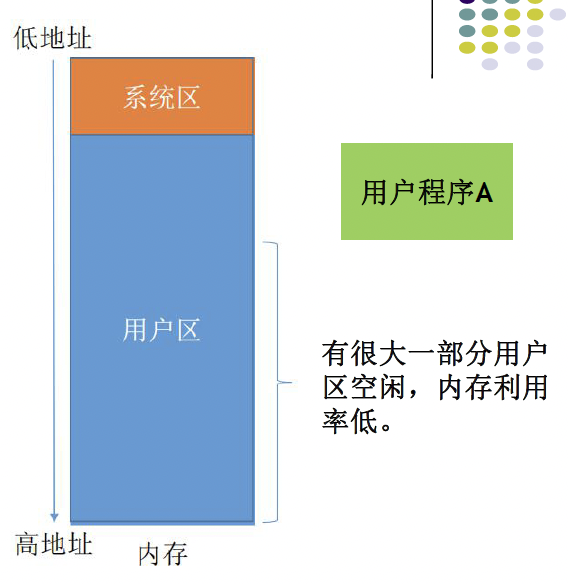 低地址
系统区
用户程序A
用户区
有很大一部分用户
区空闲，内存利用
率低。
高地址
内存